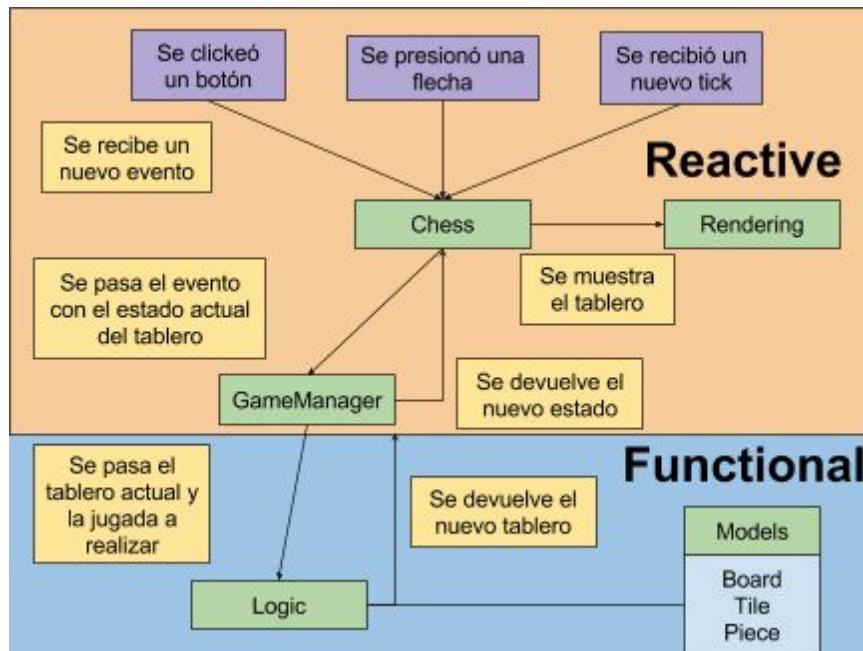 Se clickeó
un botón
Se presionó una
flecha
Se recibió un
nuevo tick
Se recibe un
nuevo evento
Reactive
Chess
Rendering
Se muestra
el tablero
Se pasa el evento
con el estado actual
del tablero
GameManager
Se devuelve el
nuevo estado
Functional
Se pasa el
tablero actual y
la jugada a
realizar
Se devuelve el
nuevo tablero
Models
Board
Tile
Piece
Logic